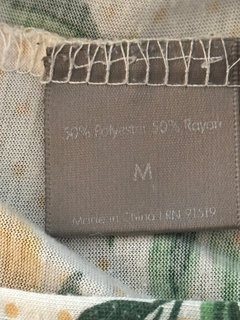 50% Polyester 50% Rayon
M
Made in China | RN 91519